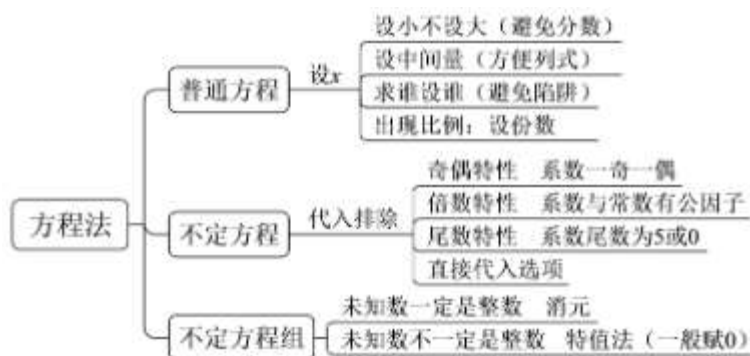 方程法
普通方程
设x
设小不设大（避免分数）
设中间量（方便列式）
求谁设谁（避免陷阱）
出现比例：设份数
不定方程
代入排除
奇偶特性 系数一奇一偶
倍数特性 系数与常数有公因子
尾数特性 系数尾数为5或0
直接代入选项
不定方程组
未知数一定是整数 消元
未知数不一定是整数 特值法（一般赋0）